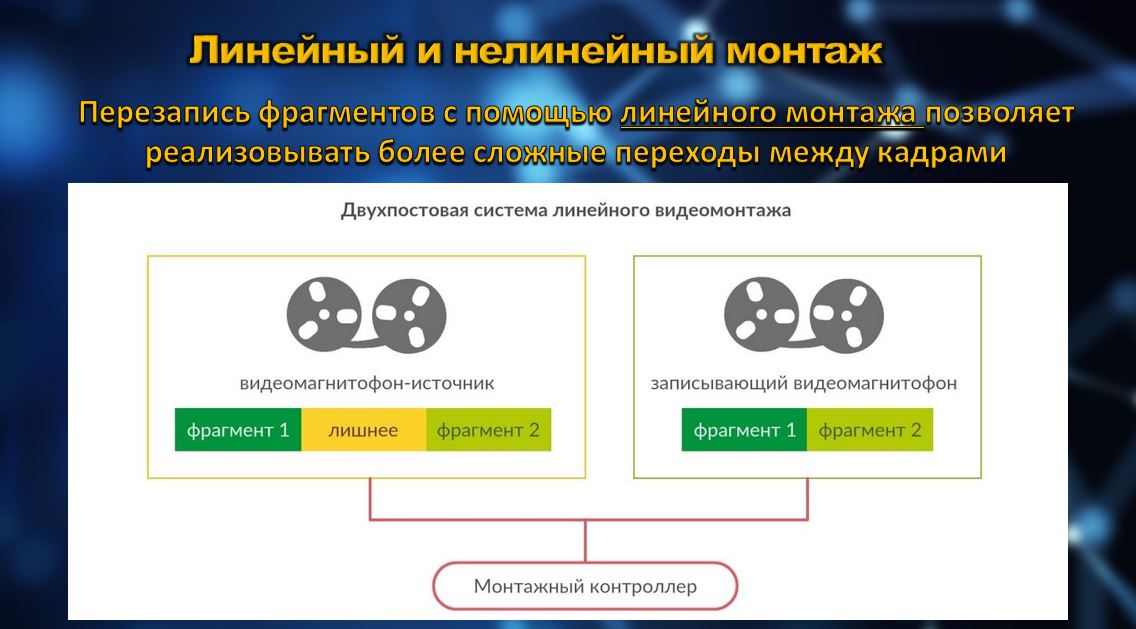 Линейный и нелинейный монтаж
Перезапись фрагментов с помощью линейного монтажа позволяет
реализовывать более сложные переходы между кадрами
Двухпостовая система линейного видеомонтажа
видеомагнитофон-источник
фрагмент 1 лишнее фрагмент 2
записывающий видеомагнитофон
фрагмент 1 фрагмент 2
Монтажный контроллер